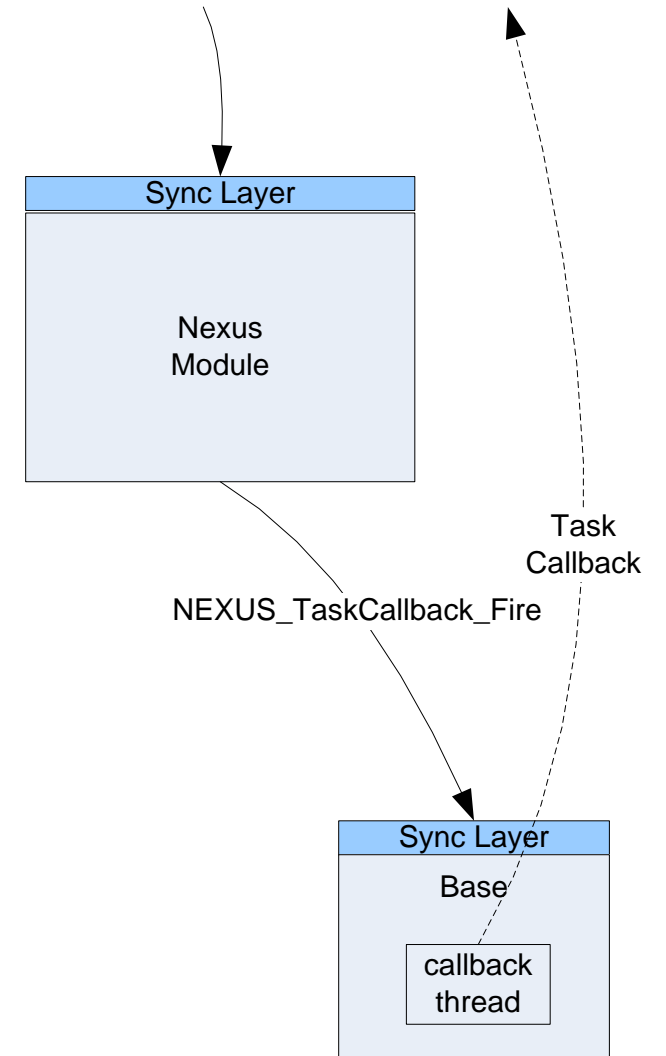 Sync Layer
Nexus
Module
Task
Callback
NEXUS_TaskCallback_Fire
Sync Layer
Base
callback
thread